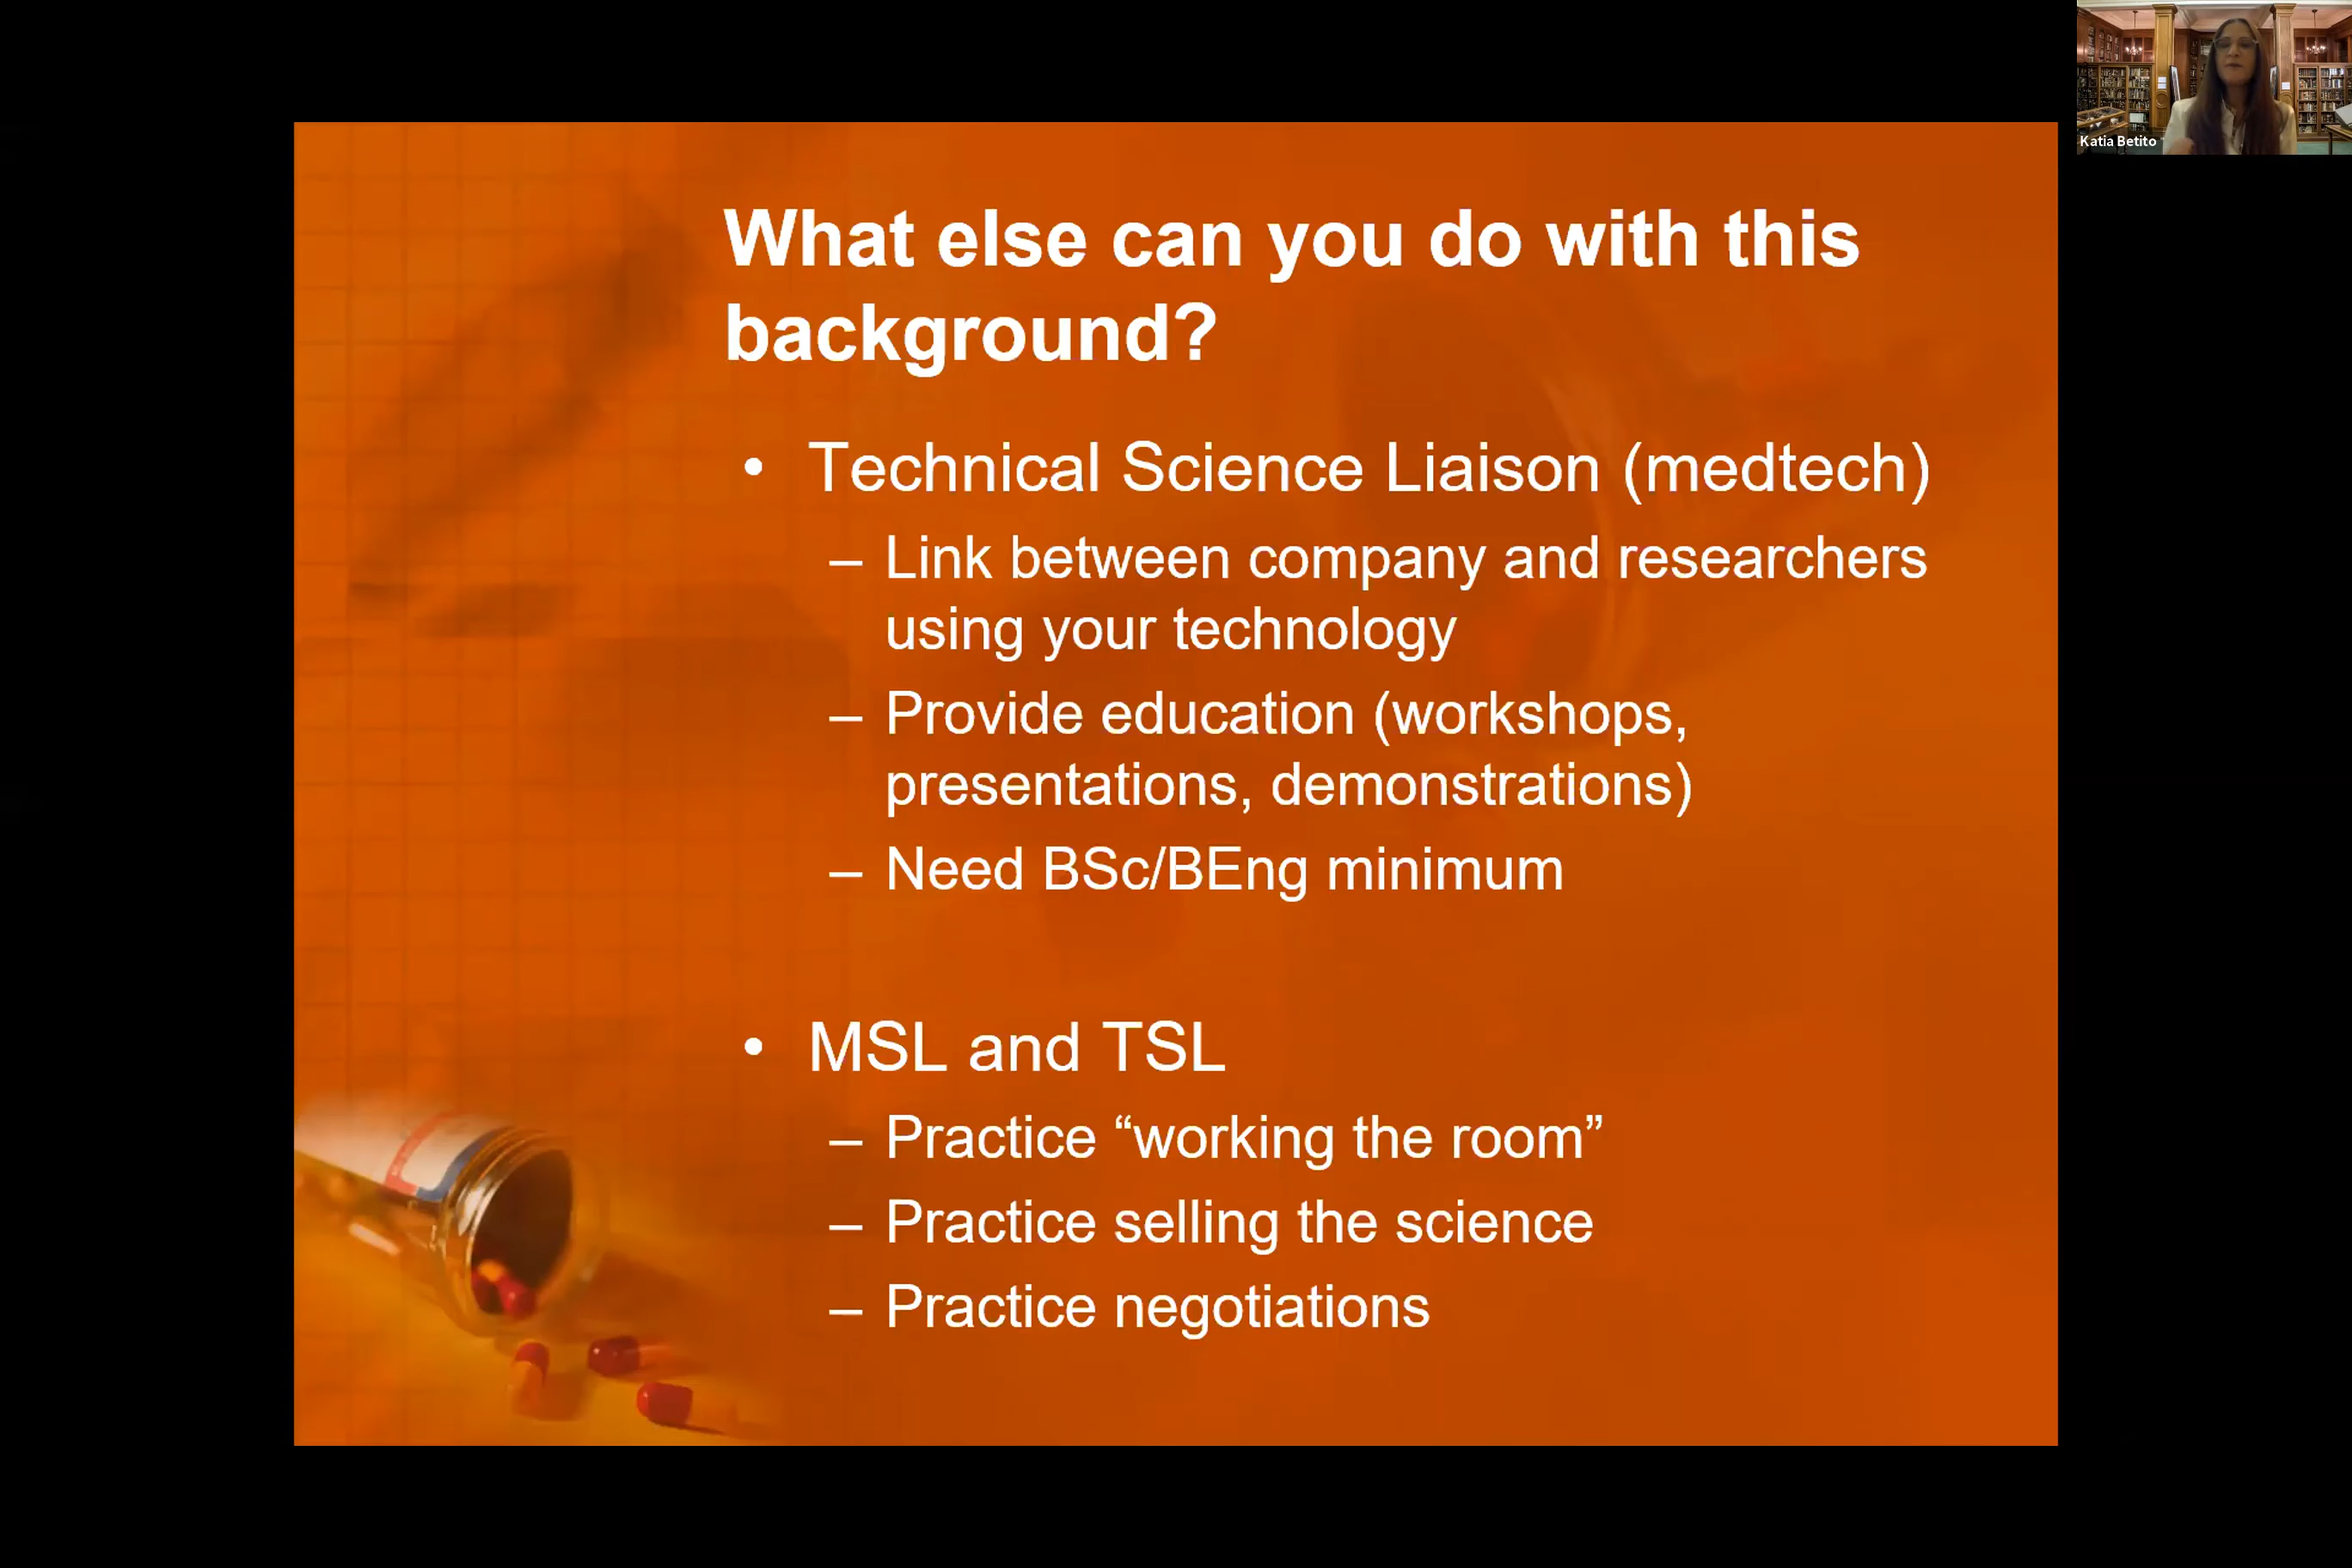 Katia Betito
What else can you do with this
background?
• Technical Science Liaison (medtech)
– Link between company and researchers
using your technology
– Provide education (workshops,
presentations, demonstrations)
– Need BSc/BEng minimum
• MSL and TSL
– Practice “working the room”
– Practice selling the science
– Practice negotiations